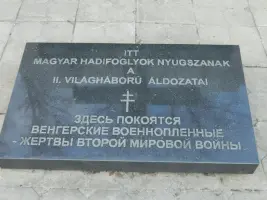 ITT
MAGYAR HADIFOGLYOK NYUGSZANAK
A
II. VILÁGHÁBORÚ ÁLDOZATAI
ЗДЕСЬ ПОКОЯТСЯ
ВЕНГЕРСКИЕ ВОЕННОПЛЕННЫЕ
- ЖЕРТВЫ ВТОРОЙ МИРОВОЙ ВОЙНЫ